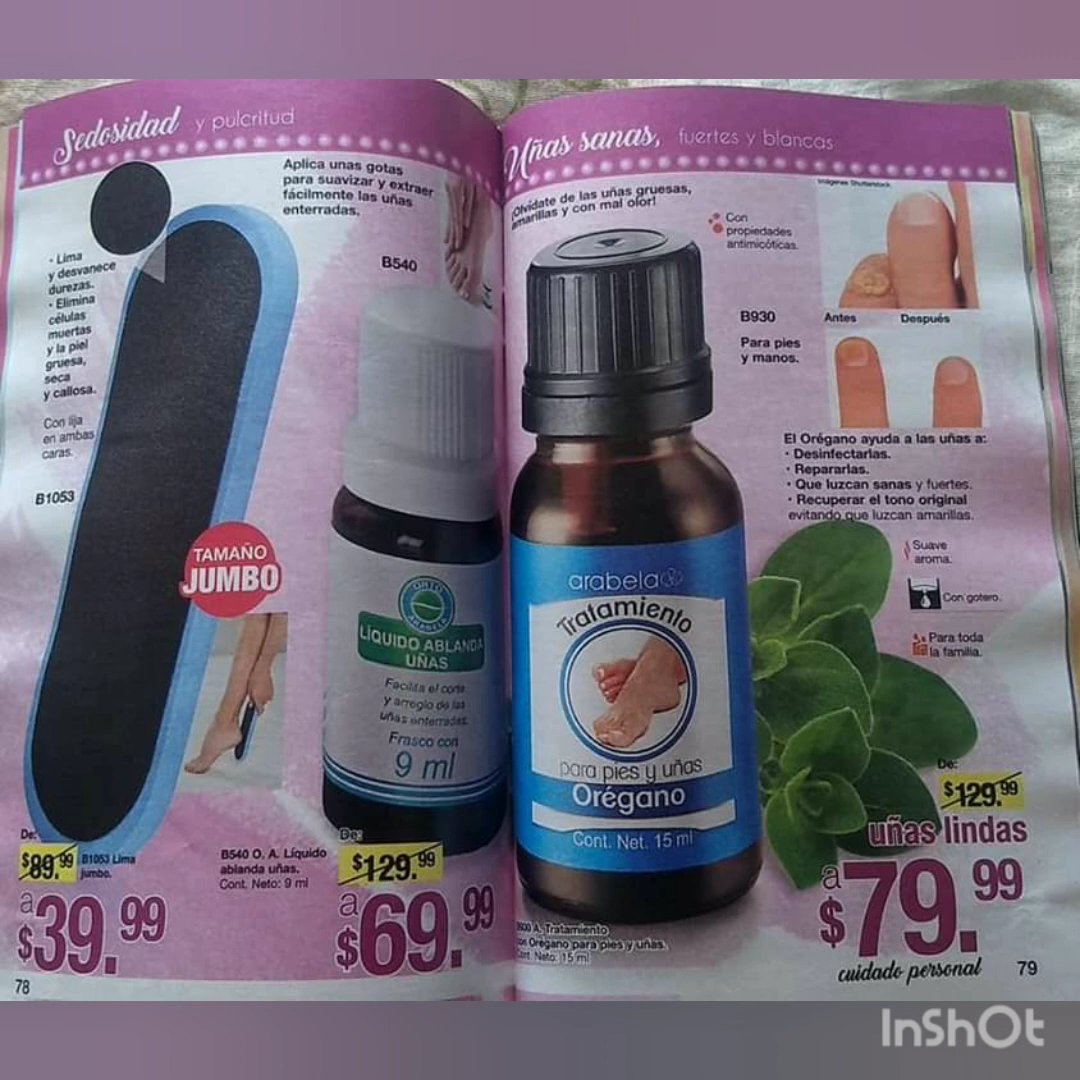 Sedosidad y pulcritud
Aplica unas gotas
para suavizar y extraer
fácilmente las uñas
enterradas.
B540
• Lima
y desvanece
durezas.
• Elimina
células
muertas
y la piel
gruesa,
seca
y callosa.
Con lija
en ambas
caras.
B1053
TAMAÑO
JUMBO
ORTO
ARABELA
LÍQUIDO ABLANDA
UÑAS
Facilita el corte
y arreglo de las
uñas enterradas.
Frasco con
9 ml
De:
$89.99
B1053 Lima
jumbo.
a
$39.99
B540 O. A. Líquido
ablanda uñas.
Cont. Neto: 9 ml
De:
$129.99
a
$69.99
78
Uñas sanas, fuertes y blancas
¡Olvídate de las uñas gruesas,
amarillas y con mal olor!
Imágenes Shutterstock.
Con
propiedades
antimicóticas.
B930
Para pies
y manos.
Antes Después
El Orégano ayuda a las uñas a:
• Desinfectarlas.
• Repararlas.
• Que luzcan sanas y fuertes.
• Recuperar el tono original
evitando que luzcan amarillas.
Suave
aroma.
Con gotero.
Para toda
la familia.
arabela
Tratamiento
para pies y uñas
Orégano
Cont. Net. 15 ml
A. Tratamiento
Orégano para pies y uñas.
Neto: 15 ml
De:
$129.99
uñas lindas
a
$79.99
cuidado personal 79
InShOt